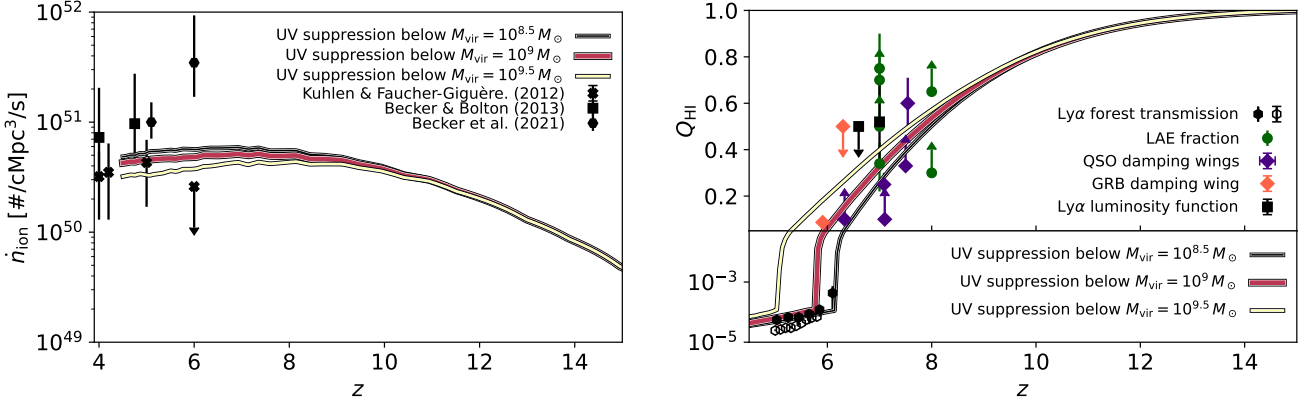 10^52
10^51
10^50
10^49
ṅ_ion [#/cMpc^3/s]
UV suppression below M_vir = 10^8.5 M_⊙
UV suppression below M_vir = 10^9 M_⊙
UV suppression below M_vir = 10^9.5 M_⊙
Kuhlen & Faucher-Giguère. (2012)
Becker & Bolton (2013)
Becker et al. (2021)
4 6 8 10 12 14
z
1.0
0.8
0.6
0.4
0.2
10^-3
10^-5
Q_HI
Lyα forest transmission
LAE fraction
QSO damping wings
GRB damping wing
Lyα luminosity function
UV suppression below M_vir = 10^8.5 M_⊙
UV suppression below M_vir = 10^9 M_⊙
UV suppression below M_vir = 10^9.5 M_⊙
6 8 10 12 14
z